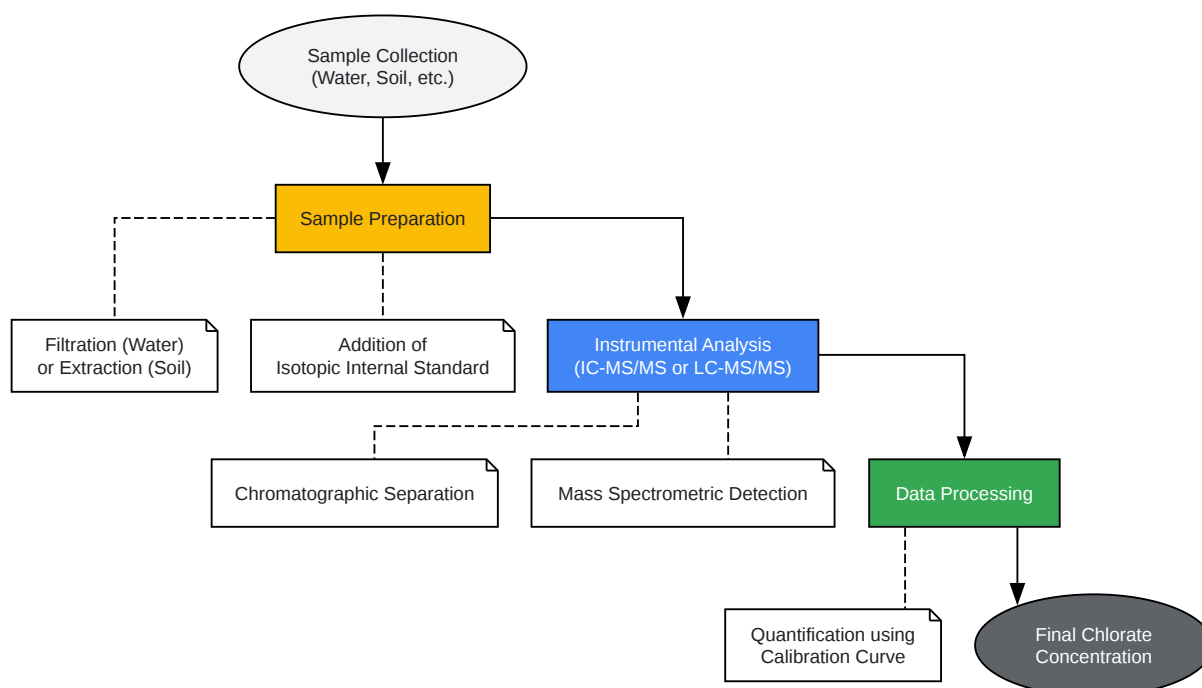 Sample Collection
(Water, Soil, etc.)
Sample Preparation
Filtration (Water)
or Extraction (Soil)
Addition of
Isotopic Internal Standard
Instrumental Analysis
(IC-MS/MS or LC-MS/MS)
Chromatographic Separation
Mass Spectrometric Detection
Data Processing
Quantification using
Calibration Curve
Final Chlorate
Concentration